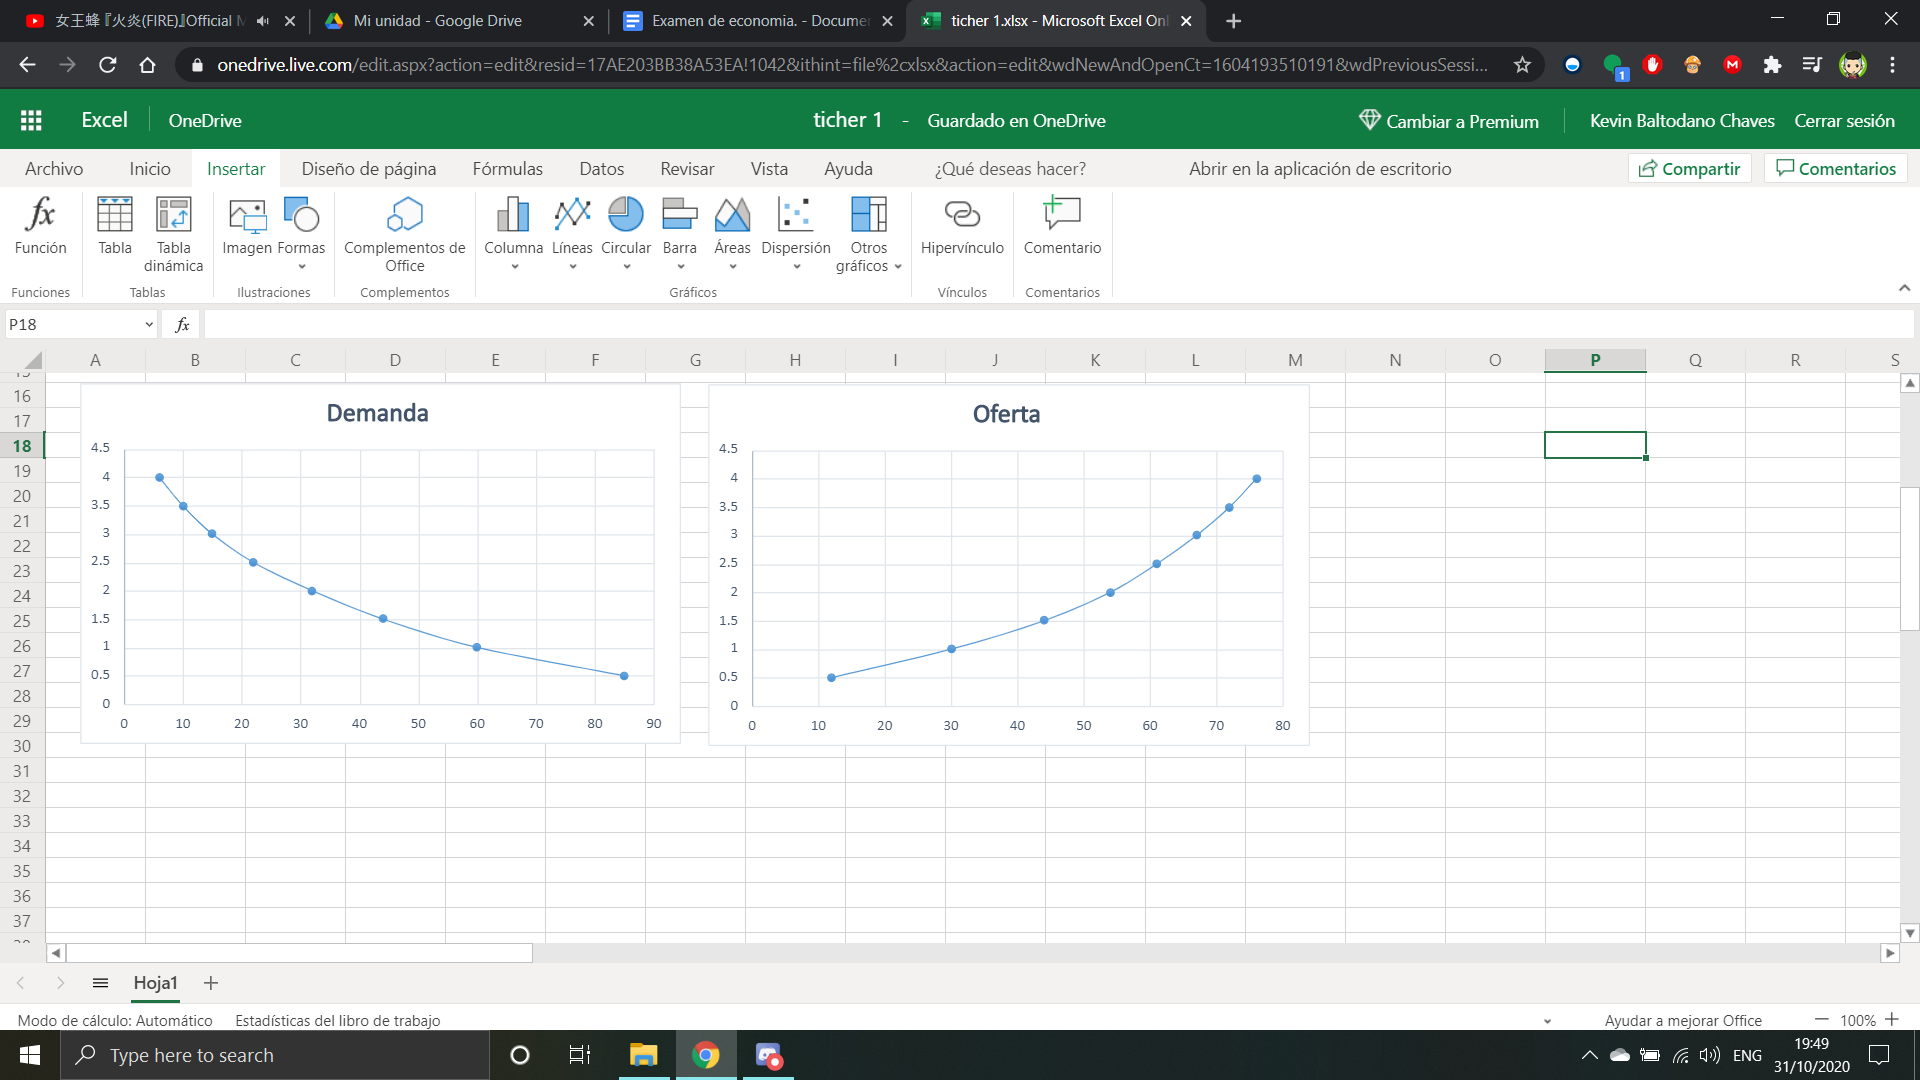 女王蜂『火炎(FIRE)』Official M
Mi unidad - Google Drive
Examen de economia. - Documen
ticher 1.xlsx - Microsoft Excel Onl
onedrive.live.com/edit.aspx?action=edit&resid=17AE203BB38A53EA!1042&ithint=file%2cxlsx&action=edit&wdNewAndOpenCt=1604193510191&wdPreviousSessi...
1
Excel OneDrive ticher 1 - Guardado en OneDrive Cambiar a Premium Kevin Baltodano Chaves Cerrar sesión
Archivo Inicio Insertar Diseño de página Fórmulas Datos Revisar Vista Ayuda ¿Qué deseas hacer? Abrir en la aplicación de escritorio Compartir Comentarios
Función Tabla Tabla dinámica Imagen Formas Complementos de Office Columna Líneas Circular Barra Áreas Dispersión Otros gráficos Hipervínculo Comentario
Funciones Tablas Ilustraciones Complementos Gráficos Vínculos Comentarios
P18 fx
A B C D E F G H I J K L M N O P Q R S
16
17
18
19
20
21
22
23
24
25
26
27
28
29
30
31
32
33
34
35
36
37
Demanda
4.5
4
3.5
3
2.5
2
1.5
1
0.5
0
0 10 20 30 40 50 60 70 80 90
Oferta
4.5
4
3.5
3
2.5
2
1.5
1
0.5
0
0 10 20 30 40 50 60 70 80
Hoja1
Modo de cálculo: Automático Estadísticas del libro de trabajo Ayudar a mejorar Office 100%
Type here to search
ENG
19:49
31/10/2020